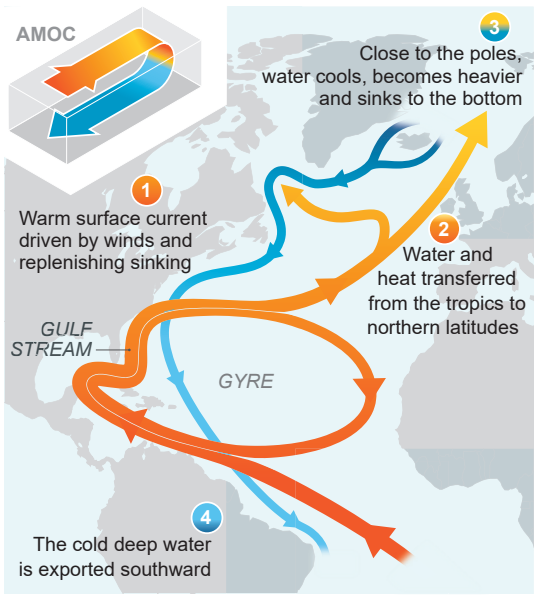 AMOC
3
Close to the poles,
water cools, becomes heavier
and sinks to the bottom
1
Warm surface current
driven by winds and
replenishing sinking
2
Water and
heat transferred
from the tropics to
northern latitudes
GULF
STREAM
GYRE
4
The cold deep water
is exported southward